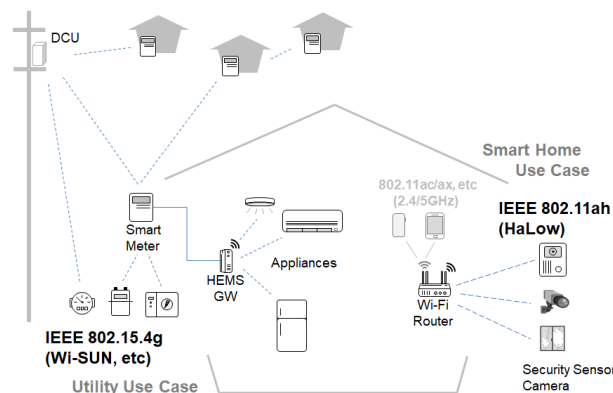 DCU
Smart Home
Use Case
802.11ac/ax, etc
(2.4/5GHz)
IEEE 802.11ah
(HaLow)
Smart
Meter
HEMS
GW
Appliances
Wi-Fi
Router
IEEE 802.15.4g
(Wi-SUN, etc)
Utility Use Case
Security Sensor
Camera